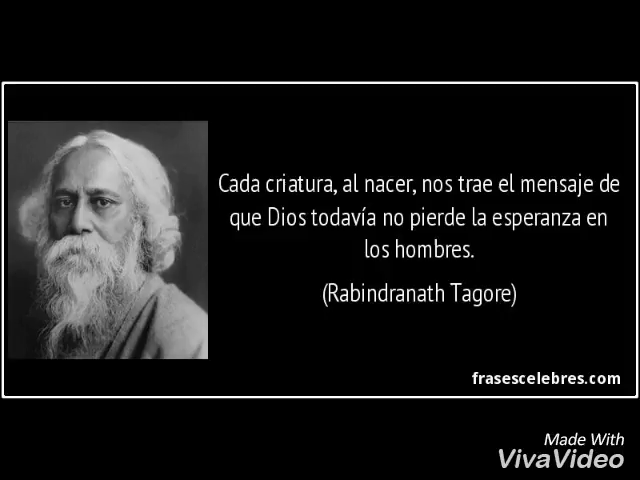 Cada criatura, al nacer, nos trae el mensaje de
que Dios todavía no pierde la esperanza en
los hombres.
(Rabindranath Tagore)
frasescelebres.com
Made With
VivaVideo